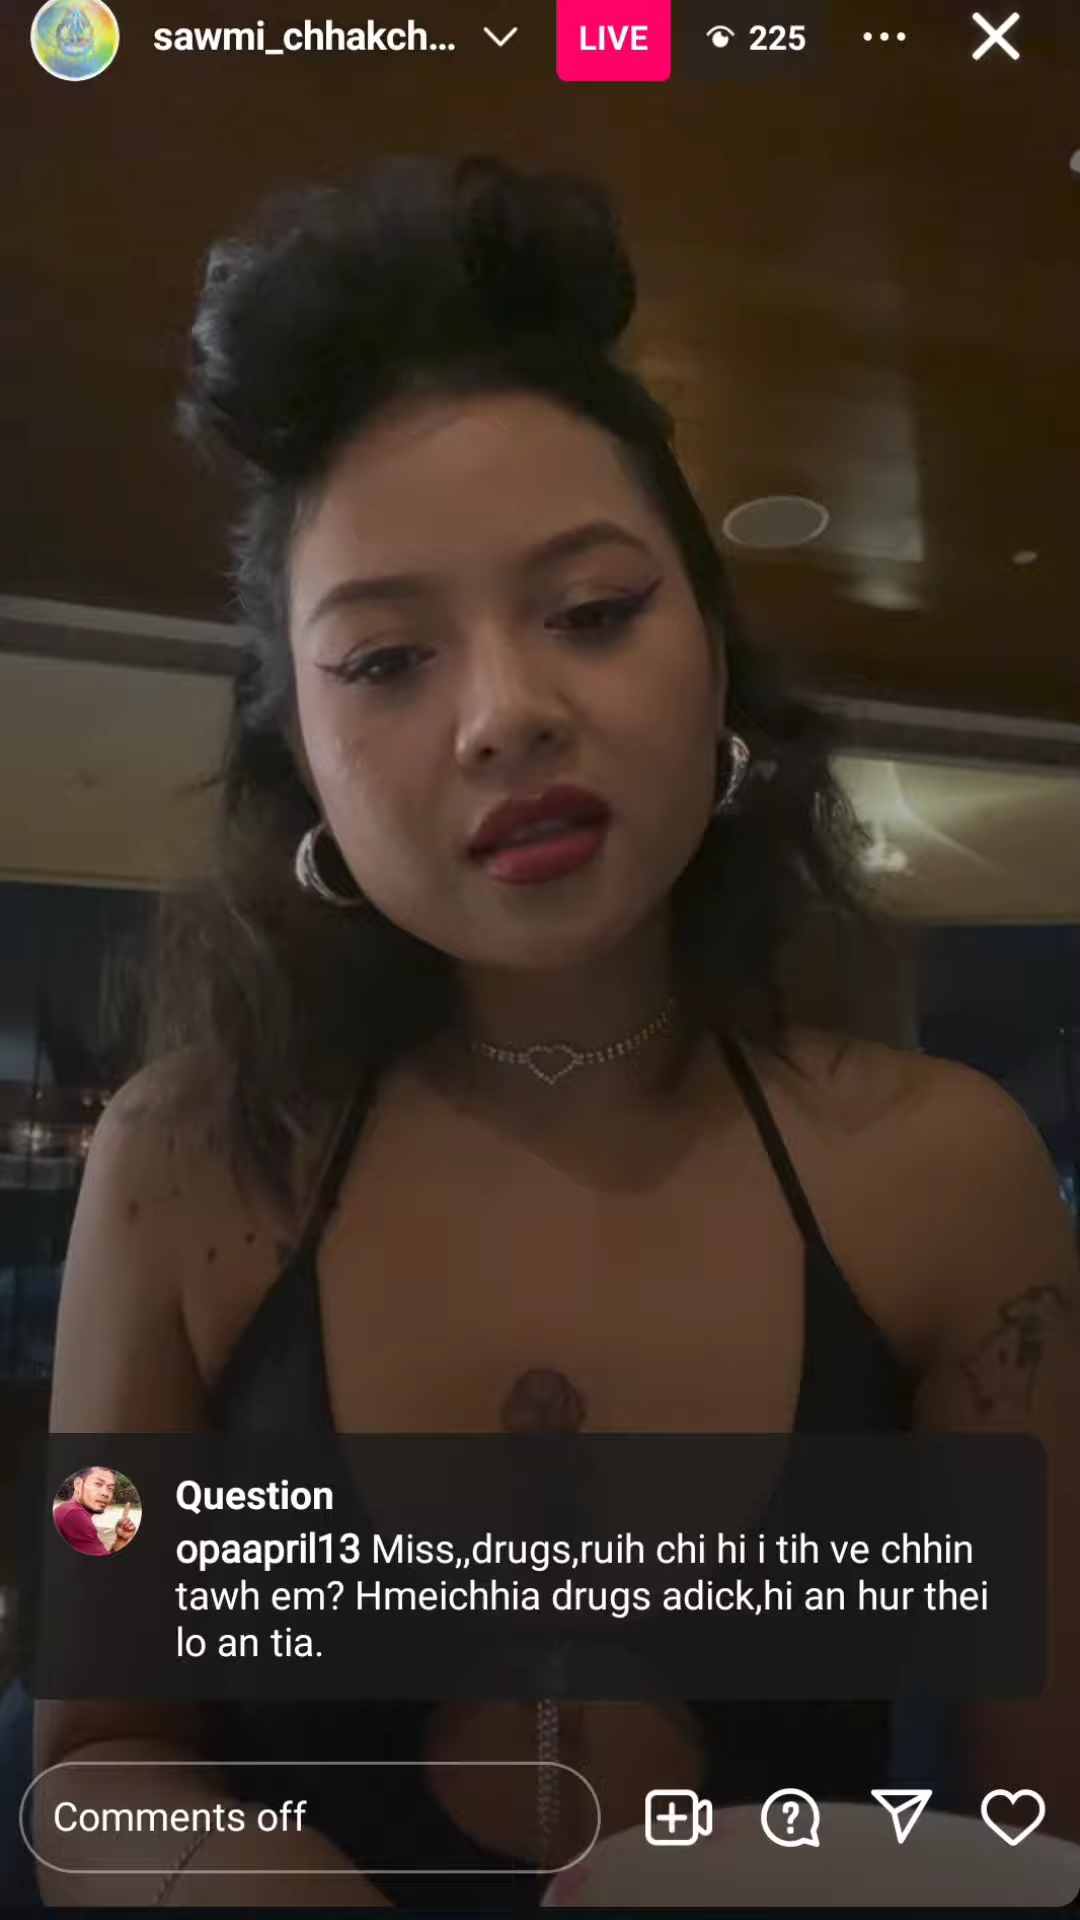 sawmi_chhakch...
LIVE
225
Question
opaapril13 Miss,,drugs,ruih chi hi i tih ve chhin
tawh em? Hmeichhia drugs adick,hi an hur thei
lo an tia.
Comments off